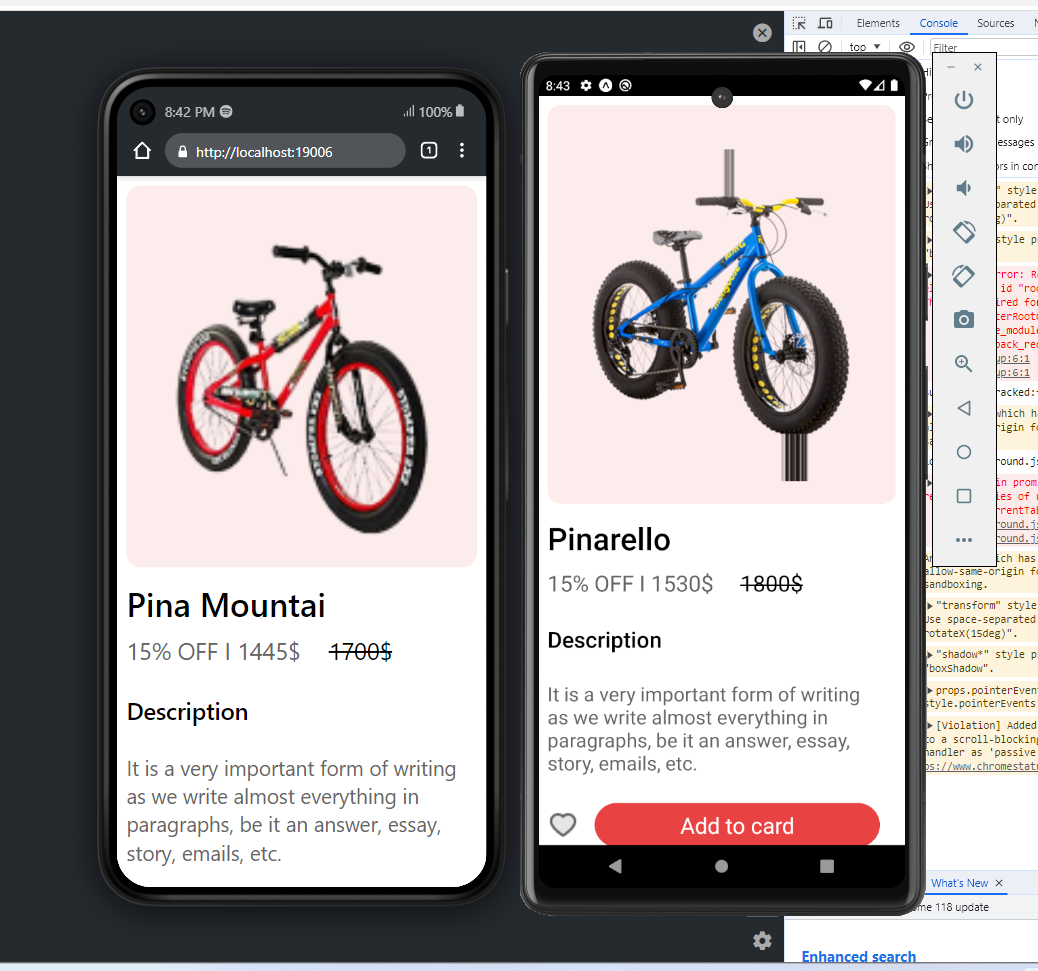 8:42 PM
100%
http://localhost:19006
1
Pina Mountai
15% OFF I 1445$ 1700$
Description
It is a very important form of writing
as we write almost everything in
paragraphs, be it an answer, essay,
story, emails, etc.
8:43
Pinarello
15% OFF I 1530$ 1800$
Description
It is a very important form of writing
as we write almost everything in
paragraphs, be it an answer, essay,
story, emails, etc.
Add to card
Elements Console Sources
top
Filter
t only
essages
" style
parated
g)".
style p
rror: R
id "roo
red fo
terRoot
e_modul
up:6:1
up:6:1
racked:
which ha
rigin fo
round.js
in prom
ies of u
rrentTa
round.js
round.js
ich has
allow-same-origin fo
sandboxing.
"transform" style
Use space-separated
rotateX(15deg)".
"shadow*" style p
"boxShadow".
props.pointerEven
style.pointerEvents
[Violation] Added
to a scroll-blocking
handler as 'passive
ps://www.chromestatu
What's New
me 118 update
Enhanced search